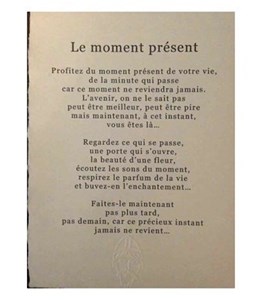 Le moment présent
Profitez du moment présent de votre vie,
de la minute qui passe
car ce moment ne reviendra jamais.
L'avenir, on ne le sait pas
peut être meilleur, peut être pire
mais maintenant, à cet instant,
vous êtes là...
Regardez ce qui se passe,
une porte qui s'ouvre,
la beauté d'une fleur,
écoutez les sons du moment,
respirez le parfum de la vie
et buvez-en l'enchantement...
Faites-le maintenant
pas plus tard,
pas demain, car ce précieux instant
jamais ne revient...